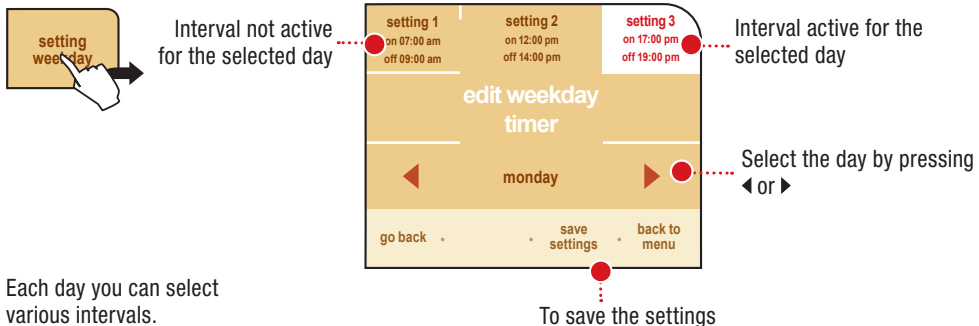 setting
weekday
Interval not active
for the selected day
setting 1
on 07:00 am
off 09:00 am
setting 2
on 12:00 pm
off 14:00 pm
setting 3
on 17:00 pm
off 19:00 pm
Interval active for the
selected day
edit weekday
timer
monday
Select the day by pressing
◀ or ▶
go back
save
settings
back to
menu
Each day you can select
various intervals.
To save the settings